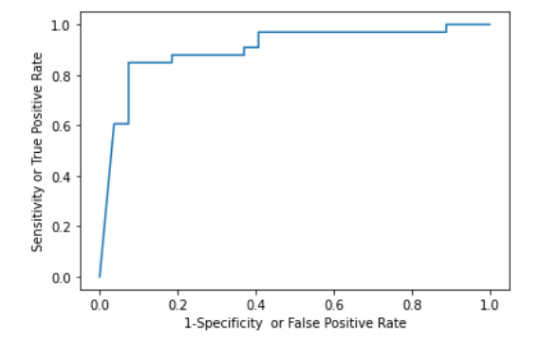 1.0
0.8
0.6
0.4
0.2
0.0
Sensitivity or True Positive Rate
0.0 0.2 0.4 0.6 0.8 1.0
1-Specificity  or False Positive Rate